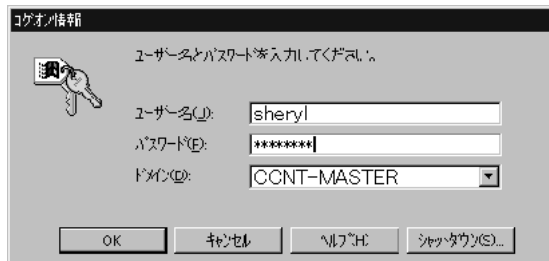 ログオン情報
ユーザー名とパスワードを入力してください。
ユーザー名(U): sheryl
パスワード(P): ********
ドメイン(D): CCNT-MASTER
OK キャンセル ヘルプ(H) シャットダウン(S)...